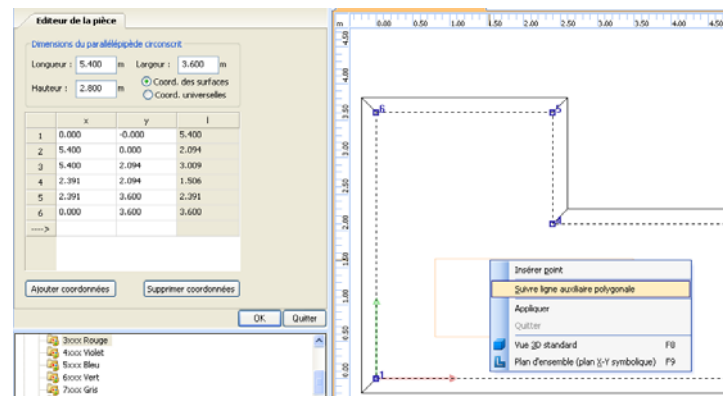 Editeur de la pièce
Dimensions du parallélépipède circonscrit
Longueur : 5.400 m Largeur : 3.600 m
Hauteur : 2.800 m Coord. des surfaces
Coord. universelles
x y l
1 0.000 -0.000 5.400
2 5.400 0.000 2.094
3 5.400 2.094 3.009
4 2.391 2.094 1.506
5 2.391 3.600 2.391
6 0.000 3.600 3.600
---->
Ajouter coordonnées Supprimer coordonnées
OK Quitter
3xxx Rouge
4xxx Violet
5xxx Bleu
6xxx Vert
7xxx Gris
m 0.00 0.50 1.00 1.50 2.00 2.50 3.00 3.50 4.00 4.50
4.50
4.00
3.50
3.00
2.50
2.00
1.50
1.00
0.50
0.00
6 5
4
1
Insérer point
Suivre ligne auxiliaire polygonale
Appliquer
Quitter
Vue 3D standard F8
Plan d'ensemble (plan X-Y symbolique) F9